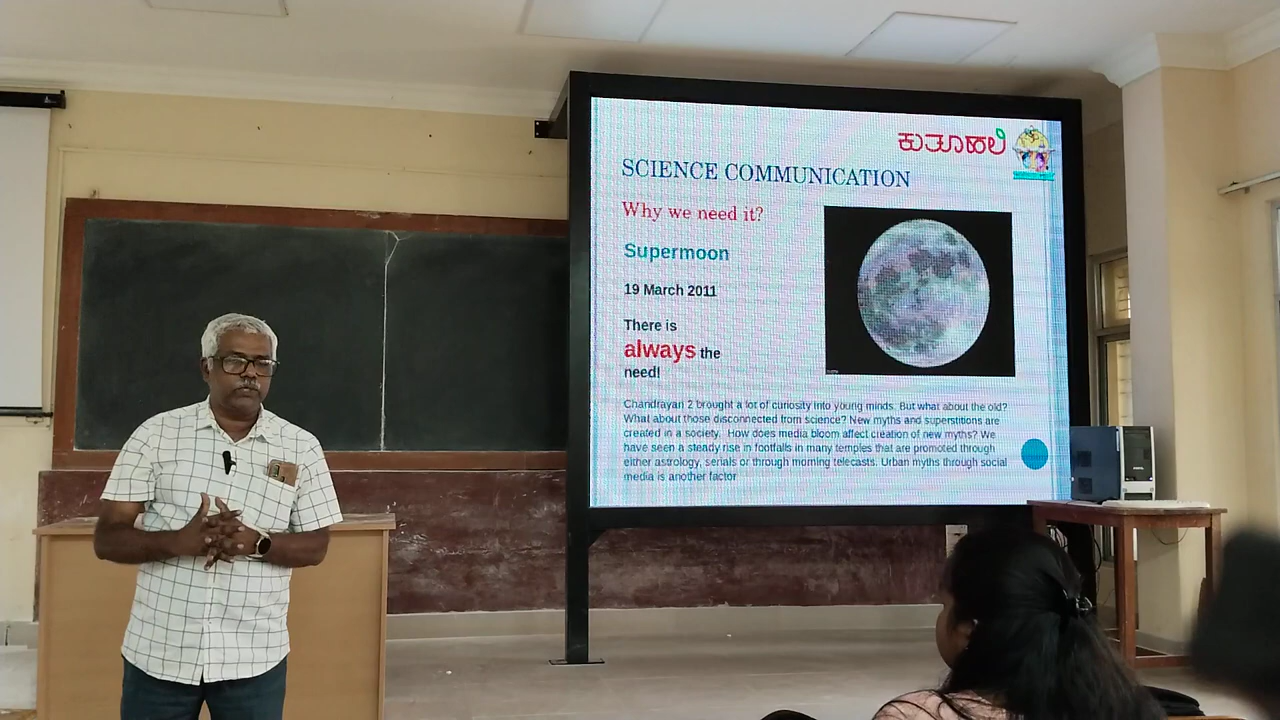 ಕುತೂಹಲಿ
SCIENCE COMMUNICATION
Why we need it?
Supermoon
19 March 2011
There is
always the
need!
Chandrayan 2 brought a lot of curiosity into young minds. But what about the old?
What about those disconnected from science? New myths and superstitions are
created in a society. How does media bloom affect creation of new myths? We
have seen a steady rise in footfalls in many temples that are promoted through
either astrology, serials or through morning telecasts. Urban myths through social
media is another factor